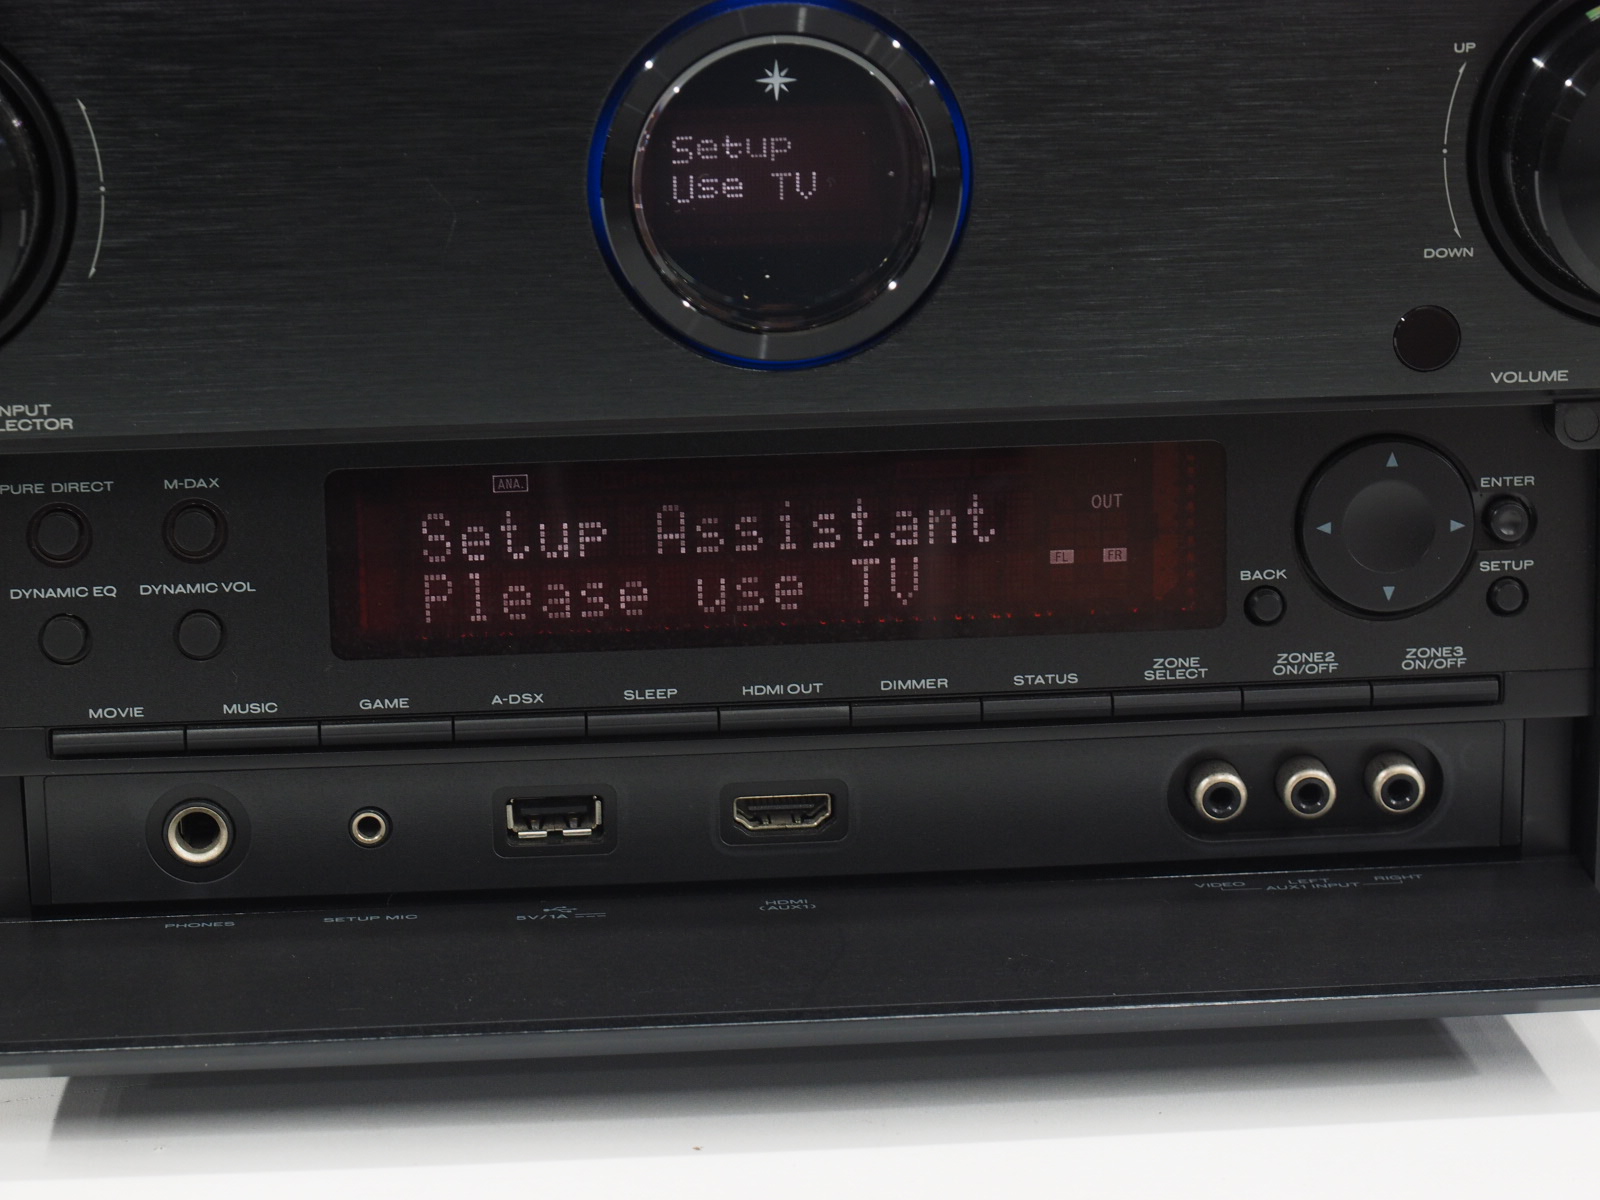 Setup
Use TV
UP
DOWN
VOLUME
INPUT
LECTOR
PURE DIRECT
M-DAX
DYNAMIC EQ
DYNAMIC VOL
ANA.
Setup Assistant
Please use TV
OUT
FL
FR
ENTER
BACK
SETUP
MOVIE
MUSIC
GAME
A-DSX
SLEEP
HDMI OUT
DIMMER
STATUS
ZONE
SELECT
ZONE2
ON/OFF
ZONE3
ON/OFF
PHONES
SETUP MIC
5V/1A
HDMI
(AUX1)
VIDEO
LEFT
RIGHT
AUX1 INPUT